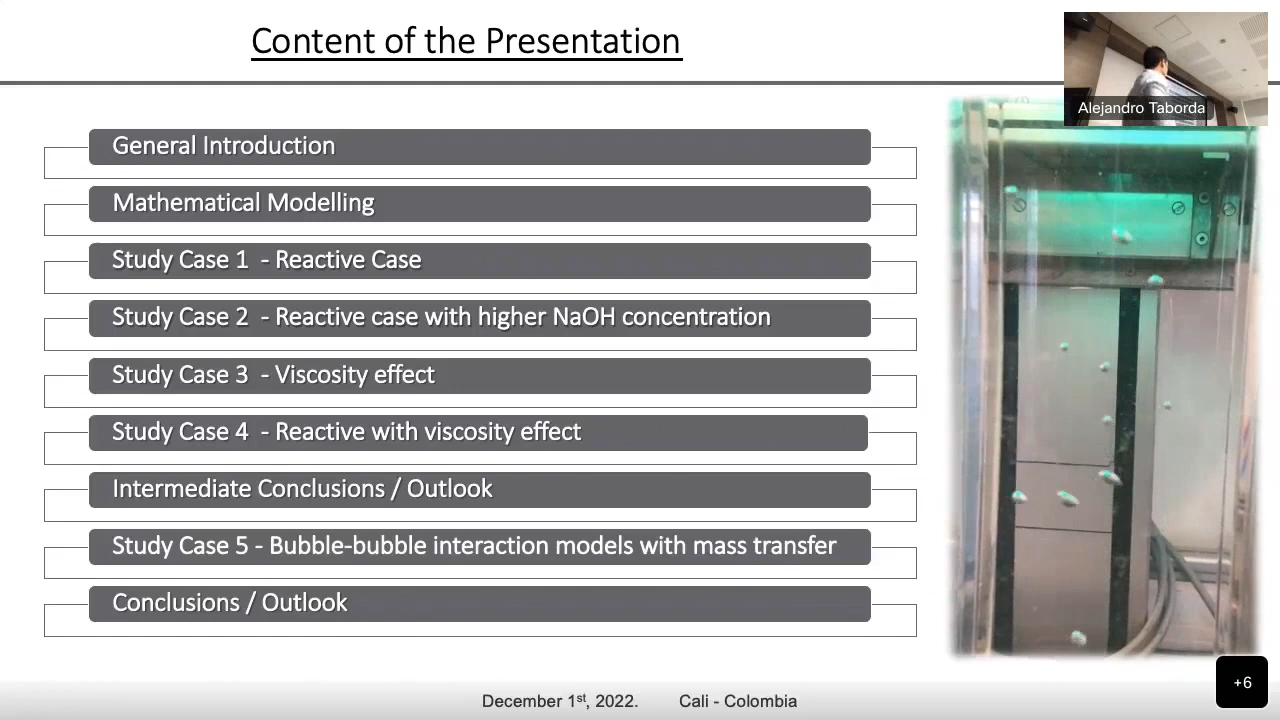 Content of the Presentation
Alejandro Taborda
General Introduction
Mathematical Modelling
Study Case 1 - Reactive Case
Study Case 2 - Reactive case with higher NaOH concentration
Study Case 3 - Viscosity effect
Study Case 4 - Reactive with viscosity effect
Intermediate Conclusions / Outlook
Study Case 5 - Bubble-bubble interaction models with mass transfer
Conclusions / Outlook
+6
December 1st, 2022. Cali - Colombia